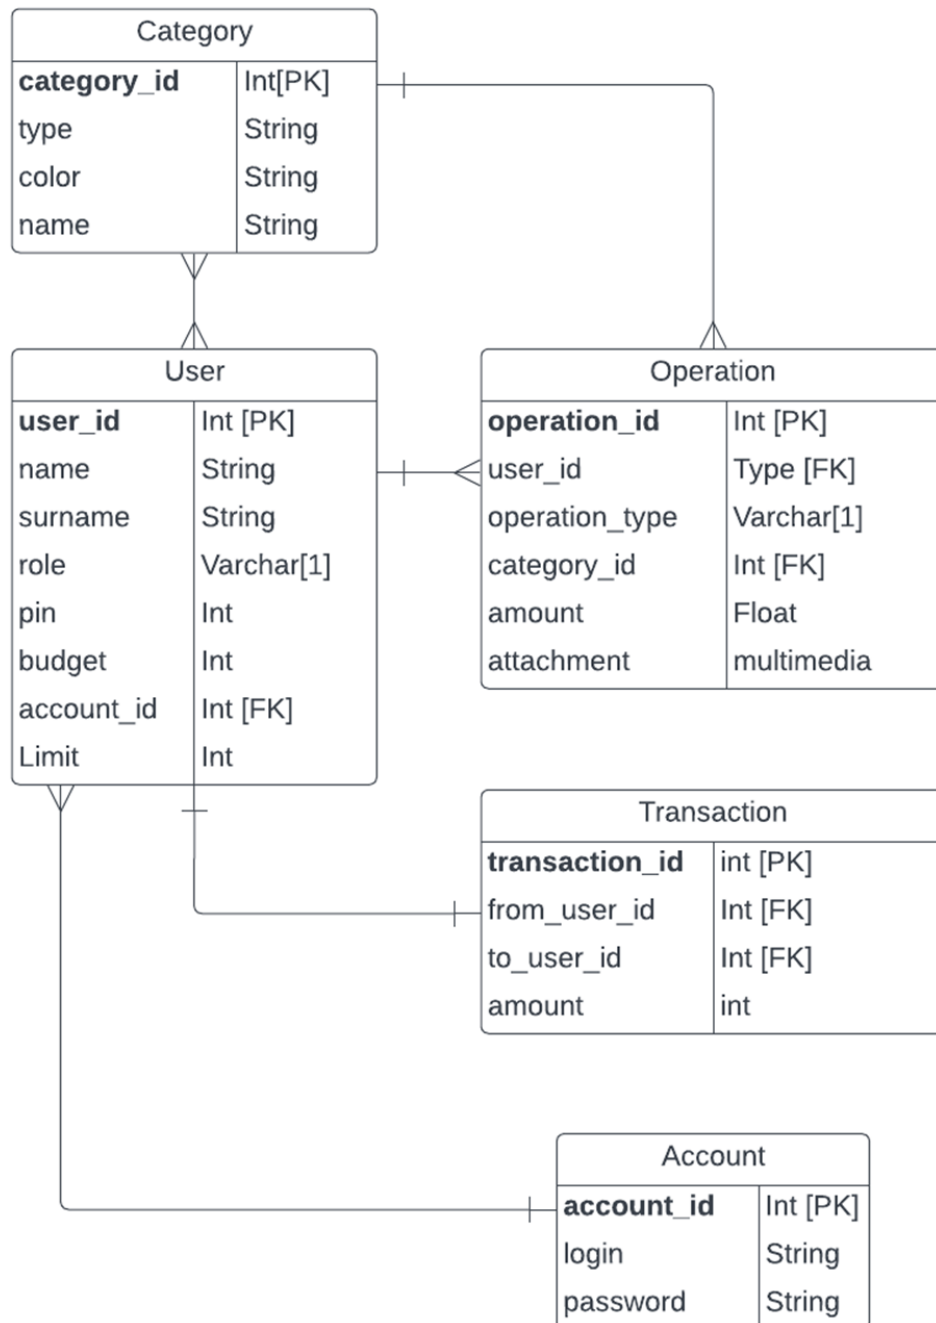 Category
category_id Int[PK]
type String
color String
name String
User
user_id Int [PK]
name String
surname String
role Varchar[1]
pin Int
budget Int
account_id Int [FK]
Limit Int
Operation
operation_id Int [PK]
user_id Type [FK]
operation_type Varchar[1]
category_id Int [FK]
amount Float
attachment multimedia
Transaction
transaction_id int [PK]
from_user_id Int [FK]
to_user_id Int [FK]
amount int
Account
account_id Int [PK]
login String
password String